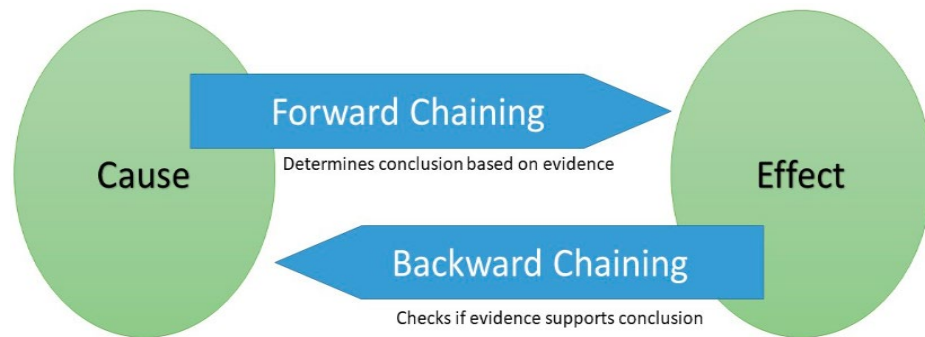 Forward Chaining
Determines conclusion based on evidence
Cause
Effect
Backward Chaining
Checks if evidence supports conclusion